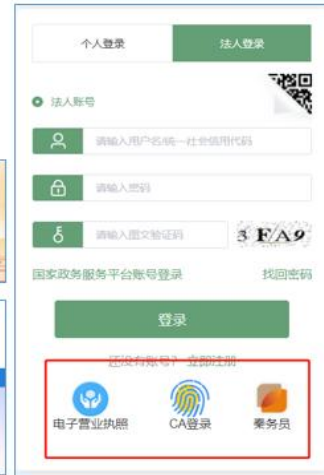 个人登录 法人登录
法人账号
请输入用户名/统一社会信用代码
请输入密码
请输入图文验证码 3 FA9
国家政务服务平台账号登录 找回密码
登录
还没有账号？ 立即注册
电子营业执照 CA登录 秦务员